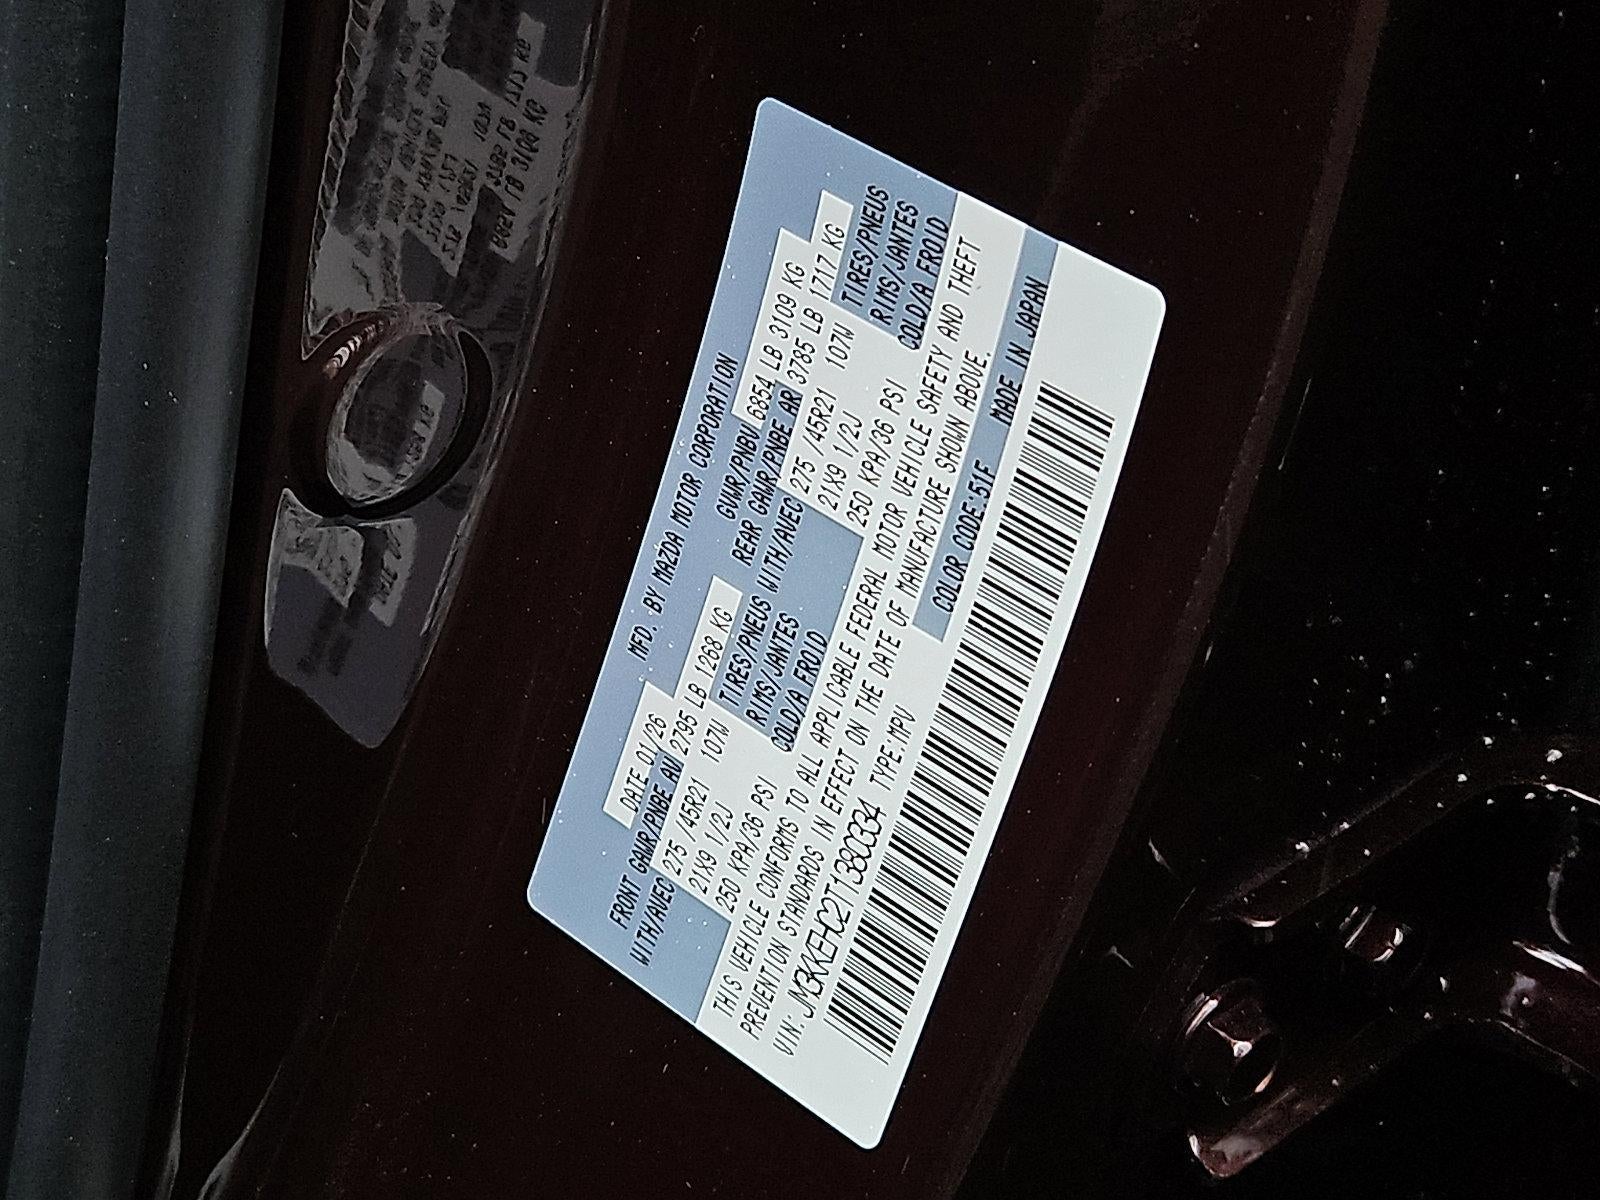 MFD. BY MAZDA MOTOR CORPORATION
DATE 01/26 GVWR/PNBV 6854 LB 3109 KG
FRONT GAWR/PNBE AV 2795 LB 1268 KG REAR GAWR/PNBE AR 3785 LB 1717 KG
WITH/AVEC 275 /45R21 107W TIRES/PNEUS WITH/AVEC 275 /45R21 107W TIRES/PNEUS
21X9 1/2J RIMS/JANTES 21X9 1/2J RIMS/JANTES
250 KPA/36 PSI COLD/A FROID 250 KPA/36 PSI COLD/A FROID
THIS VEHICLE CONFORMS TO ALL APPLICABLE FEDERAL MOTOR VEHICLE SAFETY AND THEFT
PREVENTION STANDARDS IN EFFECT ON THE DATE OF MANUFACTURE SHOWN ABOVE.
VIN: JM3KKEHC2T1380334 TYPE:MPV COLOR CODE:51F MADE IN JAPAN